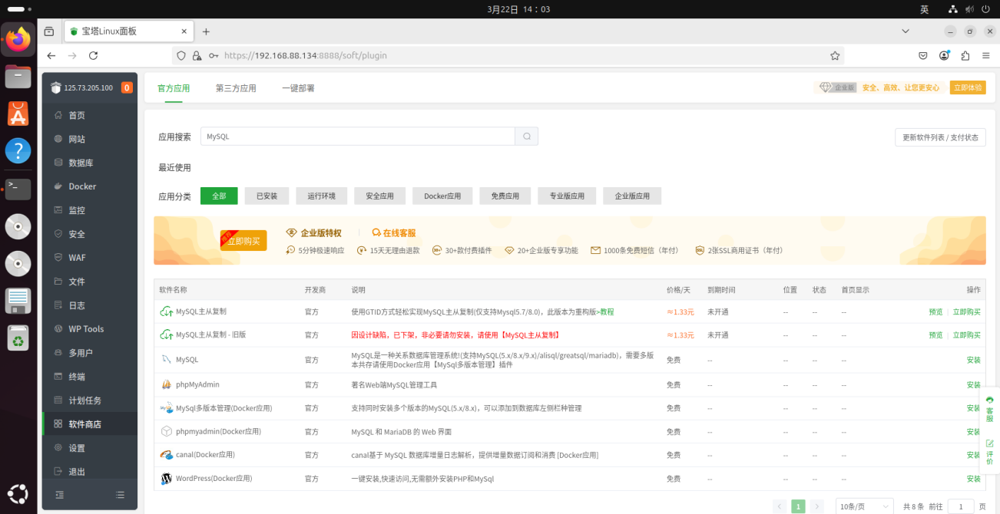 3月22日 14：03
英
宝塔Linux面板
https://192.168.88.134:8888/soft/plugin
125.73.205.100 0
首页
网站
数据库
Docker
监控
安全
WAF
文件
日志
WP Tools
多用户
终端
计划任务
软件商店
设置
退出
官方应用 第三方应用 一键部署
企业版 安全、高效、让您更安心 立即体验
应用搜索 MySQL 更新软件列表 / 支付状态
最近使用
应用分类 全部 已安装 运行环境 安全应用 Docker应用 免费应用 专业版应用 企业版应用
推荐 立即购买
企业版特权 在线客服
5分钟极速响应 15天无理由退款 30+款付费插件 20+企业版专享功能 1000条免费短信（年付） 2张SSL商用证书（年付）
软件名称 开发商 说明 价格/天 到期时间 位置 状态 首页显示 操作
MySQL主从复制 官方 使用GTID方式轻松实现MySQL主从复制(仅支持Mysql5.7/8.0)，此版本为重构版>教程 ≈1.33元 未开通 -- -- -- 预览 | 立即购买
MySQL主从复制 - 旧版 官方 因设计缺陷，已下架，非必要请勿安装，请使用【MySQL主从复制】 ≈1.33元 未开通 -- -- -- 预览 | 立即购买
MySQL 官方 MySQL是一种关系数据库管理系统!(支持MySQL(5.x/8.x/9.x)/alisql/greatsql/mariadb)，需要多版 免费 -- -- -- -- 安装
本共存请使用Docker应用【MySql多版本管理】插件
phpMyAdmin 官方 著名Web端MySQL管理工具 免费 -- -- -- -- 安装
MySql多版本管理(Docker应用) 官方 支持同时安装多个版本的MySQL(5.x/8.x)，可以添加到数据库左侧栏种管理 免费 -- -- -- -- 安装
phpmyadmin(Docker应用) 官方 MySQL 和 MariaDB 的 Web 界面 免费 -- -- -- -- 安装
canal(Docker应用) 官方 canal基于 MySQL 数据库增量日志解析，提供增量数据订阅和消费 [Docker应用] 免费 -- -- -- -- 安装
WordPress(Docker应用) 官方 一键安装,快速访问,无需额外安装PHP和MySql 免费 -- -- -- -- 安装
客服
评价
1 10条/页 共 8 条 前往 1 页